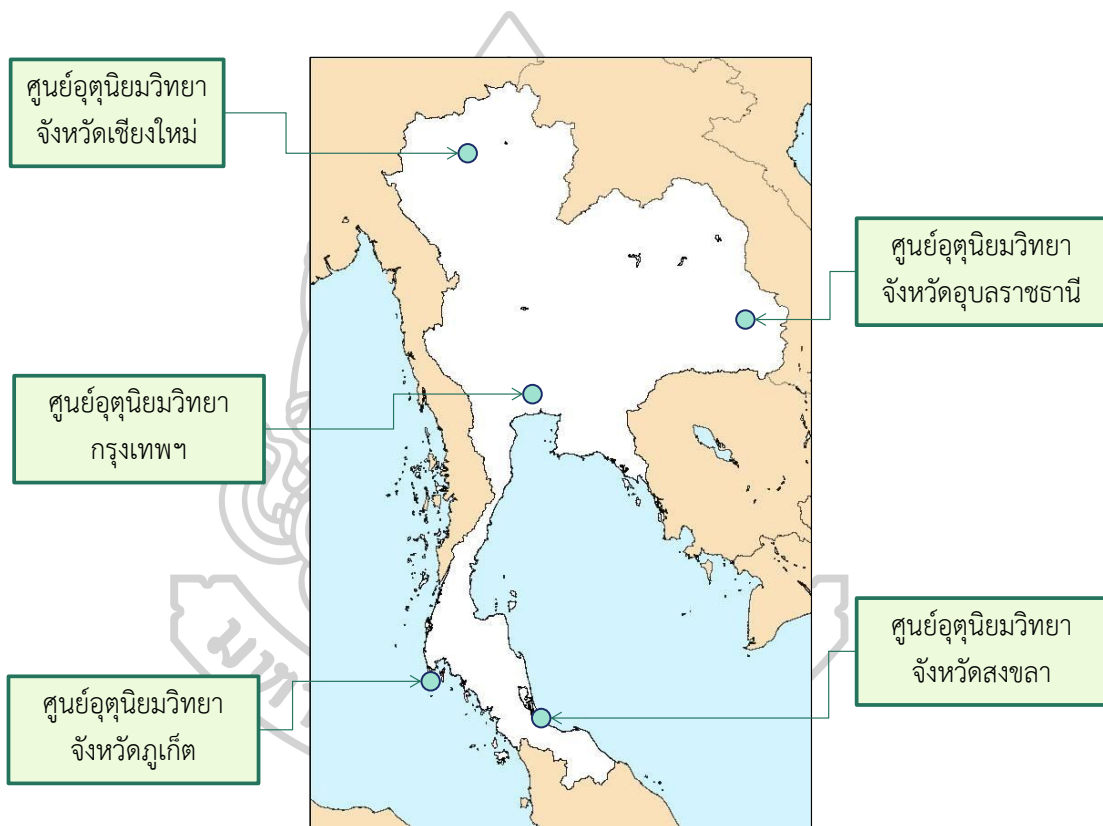 ศูนย์อุตุนิยมวิทยา
จังหวัดเชียงใหม่
ศูนย์อุตุนิยมวิทยา
จังหวัดอุบลราชธานี
ศูนย์อุตุนิยมวิทยา
กรุงเทพฯ
ศูนย์อุตุนิยมวิทยา
จังหวัดสงขลา
ศูนย์อุตุนิยมวิทยา
จังหวัดภูเก็ต